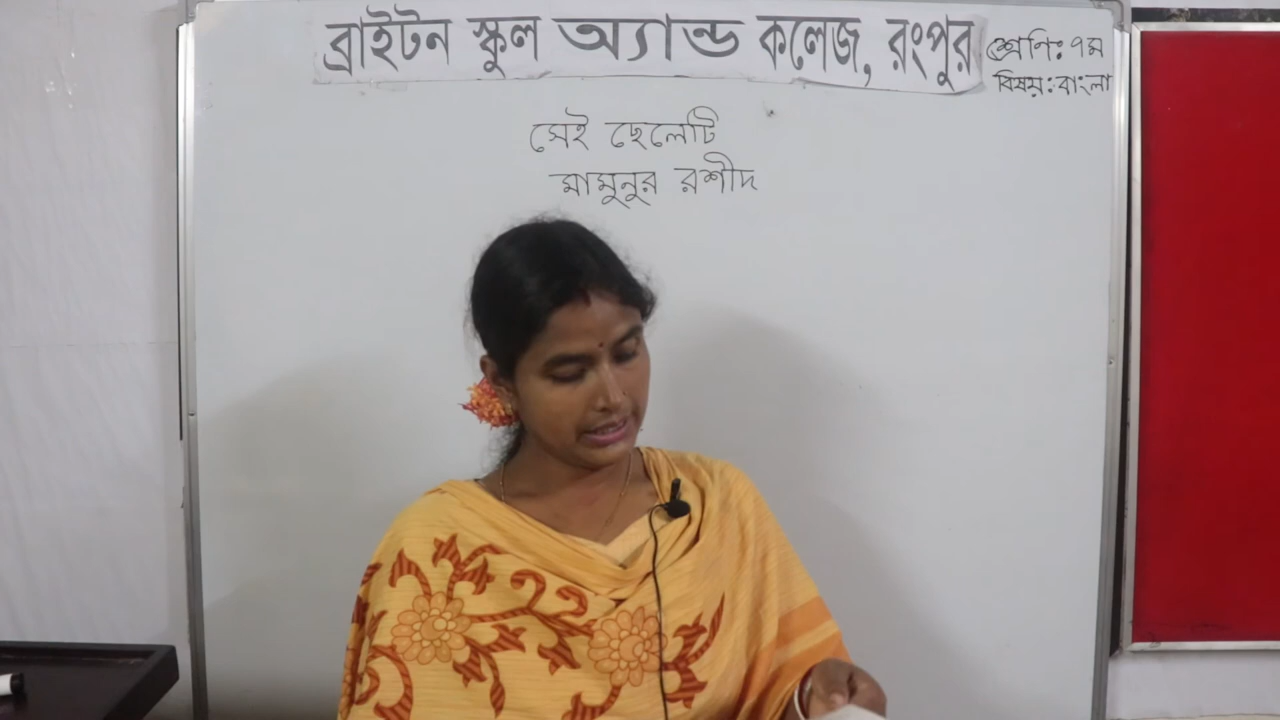 ব্রাইটন স্কুল অ্যান্ড কলেজ, রংপুর
শ্রেণি: ৭ম
বিষয়: বাংলা
সেই ছেলেটি
মামুনুর রশীদ